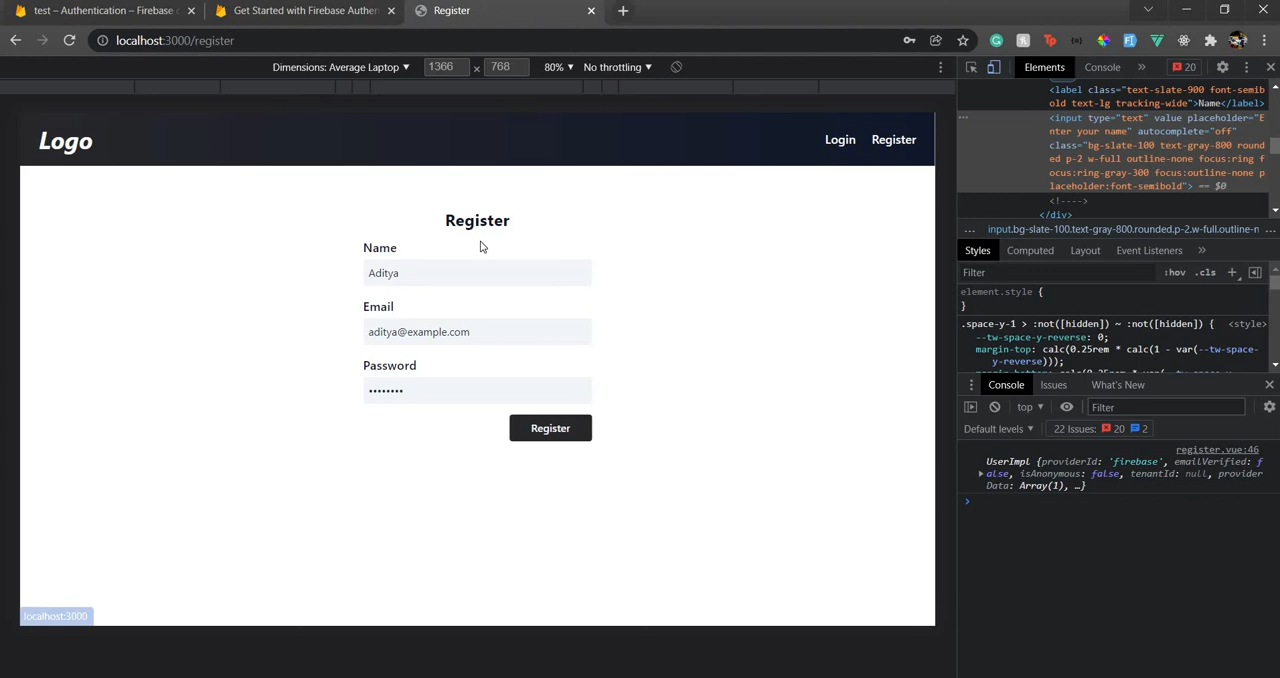 test – Authentication – Firebase c
Get Started with Firebase Auther
Register
localhost:3000/register
Dimensions: Average Laptop
1366 × 768
80%
No throttling
Elements
Console
20
Logo
Login
Register
Register
Name
Aditya
Email
aditya@example.com
Password
••••••••
Register
localhost:3000
<label class="text-slate-900 font-semib
old text-lg tracking-wide">Name</label>
<input type="text" value placeholder="E
nter your name" autocomplete="off"
class="bg-slate-100 text-gray-800 round
ed p-2 w-full outline-none focus:ring f
ocus:ring-gray-300 focus:outline-none p
laceholder:font-semibold"> == $0
<!---->
</div>
... input.bg-slate-100.text-gray-800.rounded.p-2.w-full.outline-n ...
Styles
Computed
Layout
Event Listeners
Filter
:hov .cls
element.style {
}
.space-y-1 > :not([hidden]) ~ :not([hidden]) { <style>
--tw-space-y-reverse: 0;
margin-top: calc(0.25rem * calc(1 - var(--tw-space-
y-reverse)));
Console
Issues
What's New
top
Filter
Default levels
22 Issues: 20 2
register.vue:46
UserImpl {providerId: 'firebase', emailVerified: f
alse, isAnonymous: false, tenantId: null, provider
Data: Array(1), …}